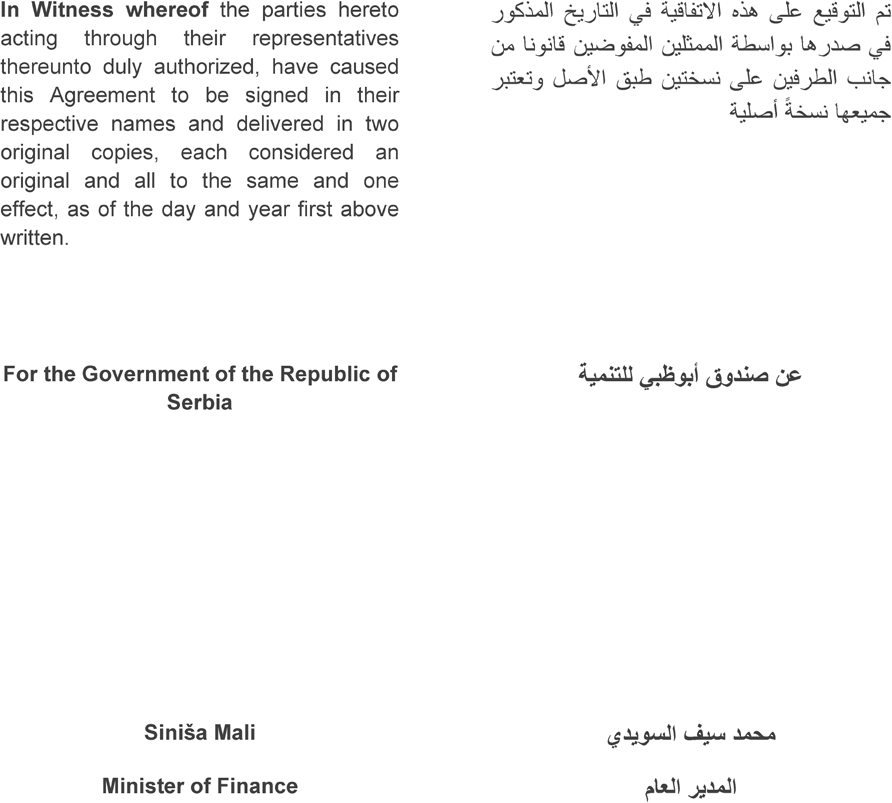 In Witness whereof the parties hereto
acting through their representatives
thereunto duly authorized, have caused
this Agreement to be signed in their
respective names and delivered in two
original copies, each considered an
original and all to the same and one
effect, as of the day and year first above
written.
تم التوقيع على هذه الاتفاقية في التاريخ المذكور
في صدرها بواسطة الممثلين المفوضين قانونا من
جانب الطرفين على نسختين طبق الأصل وتعتبر
جميعها نسخةً أصلية
For the Government of the Republic of
Serbia
عن صندوق أبوظبي للتنمية
Siniša Mali
Minister of Finance
محمد سيف السويدي
المدير العام